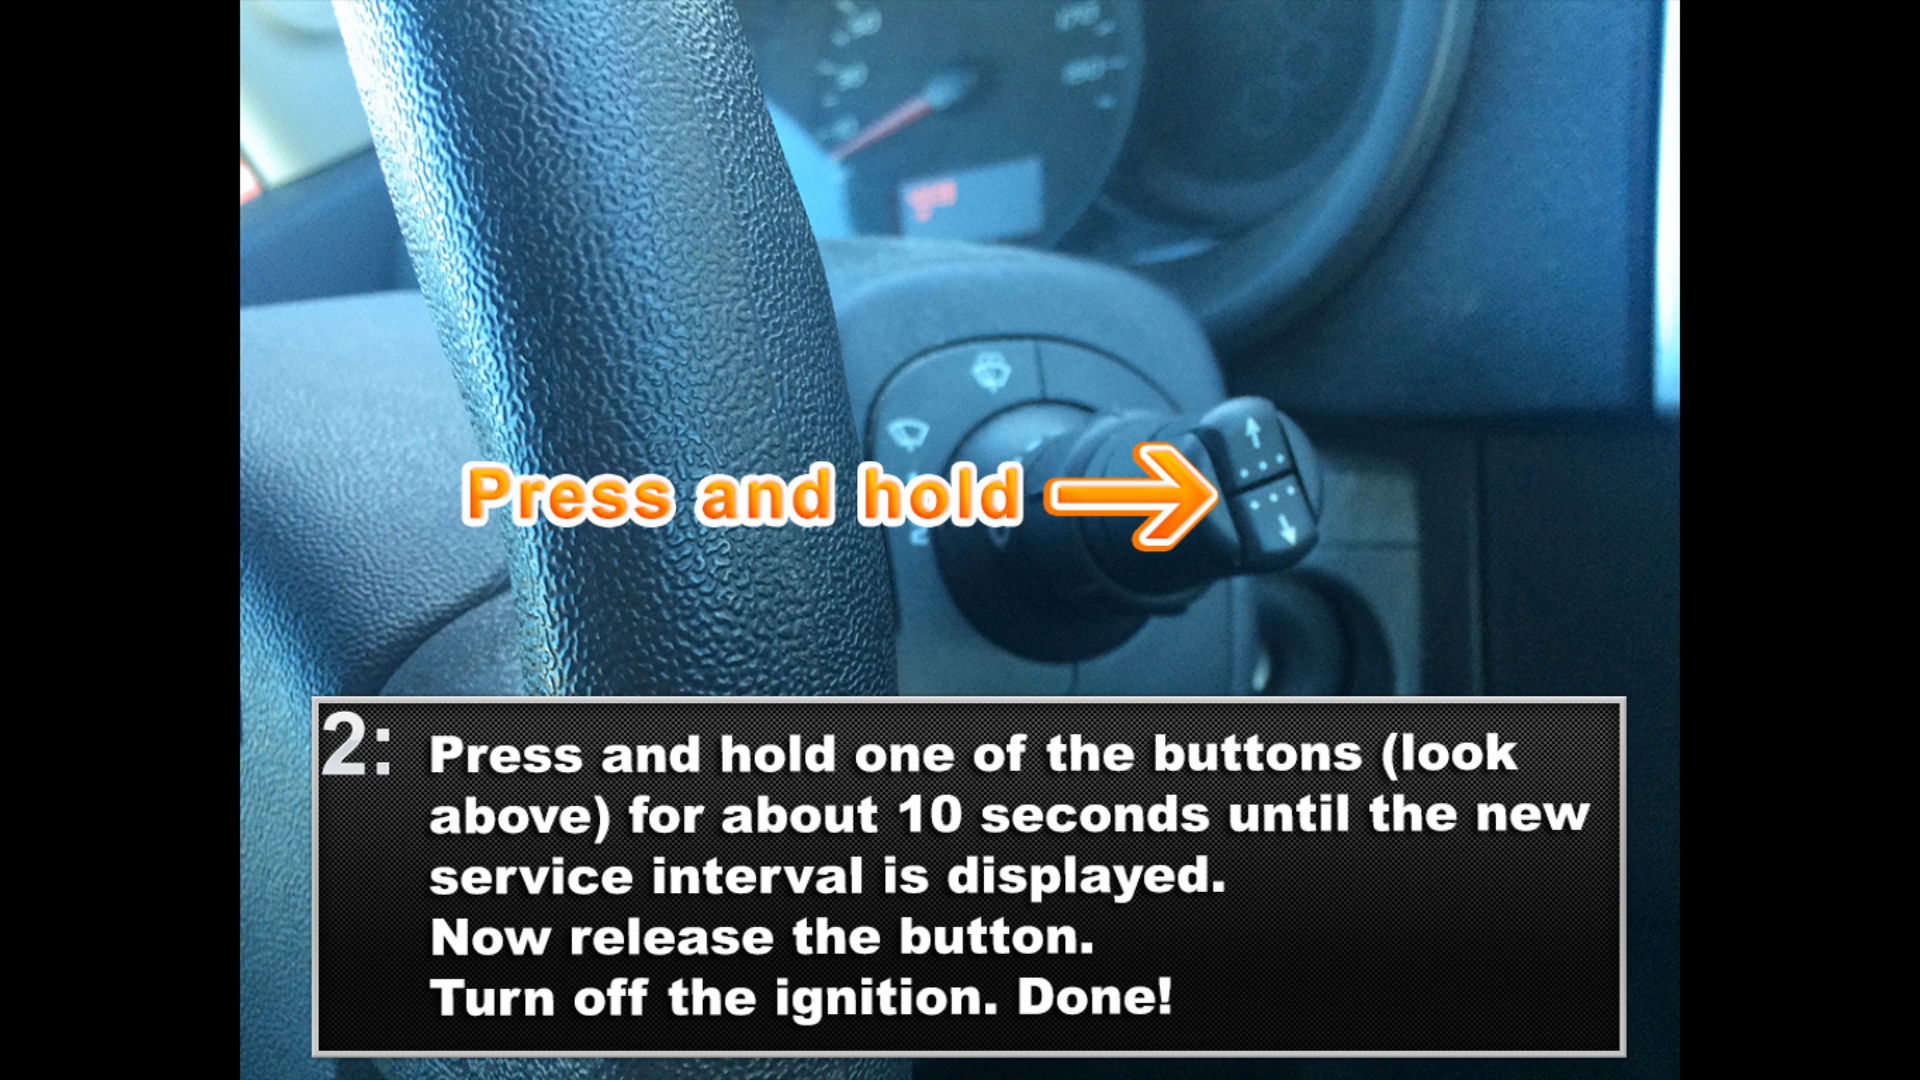 Press and hold
2: Press and hold one of the buttons (look
above) for about 10 seconds until the new
service interval is displayed.
Now release the button.
Turn off the ignition. Done!